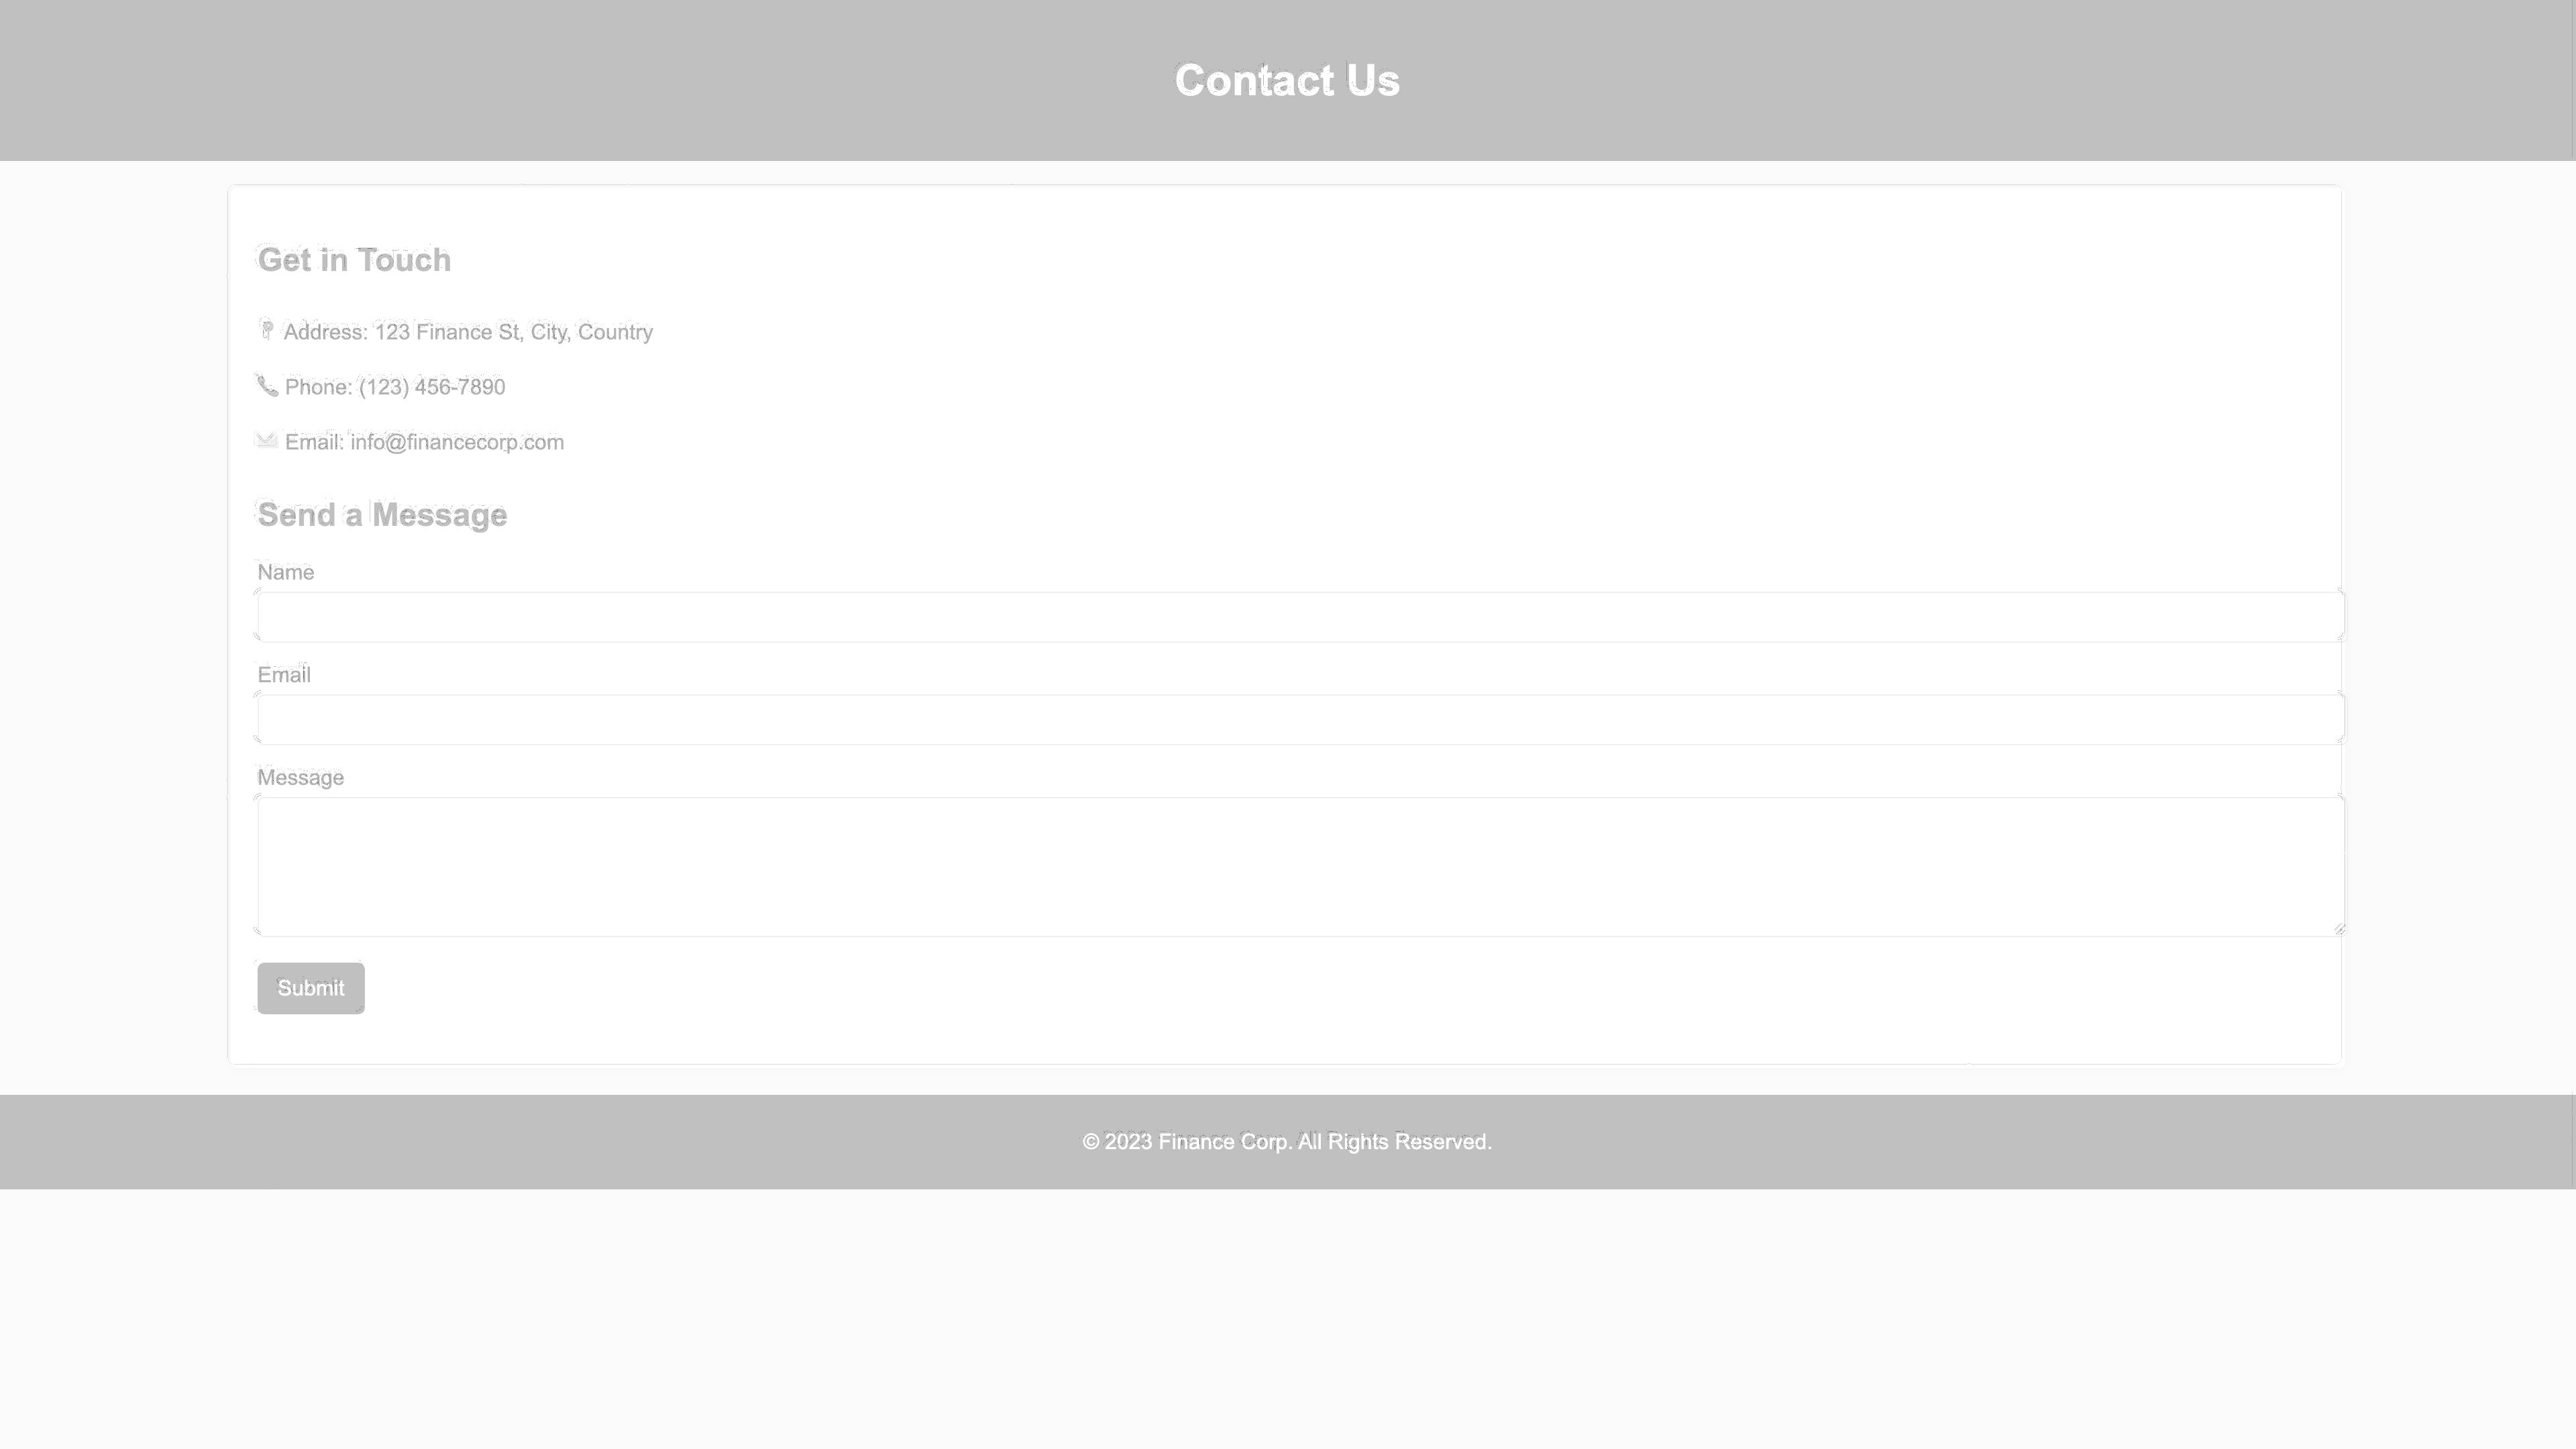 Contact Us
Get in Touch
Address: 123 Finance St, City, Country
Phone: (123) 456-7890
Email: info@financecorp.com
Send a Message
Name
Email
Message
Submit
© 2023 Finance Corp. All Rights Reserved.